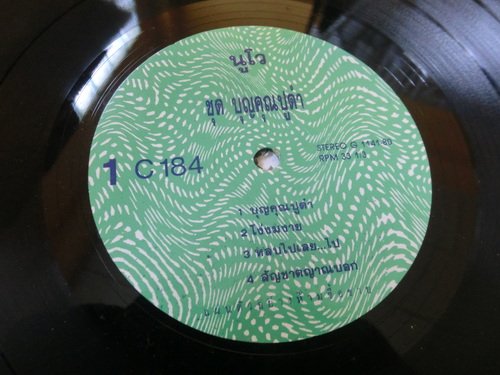 นูโว
ชุด บุญคุณปูดำ
STEREO G 1141-60
RPM 33 1/3
1 C 184
1 บุญคุณปูดำ
2 โง่งมงาย
3 หลบไปเลย...ไป
4 สัญชาตญาณบอก